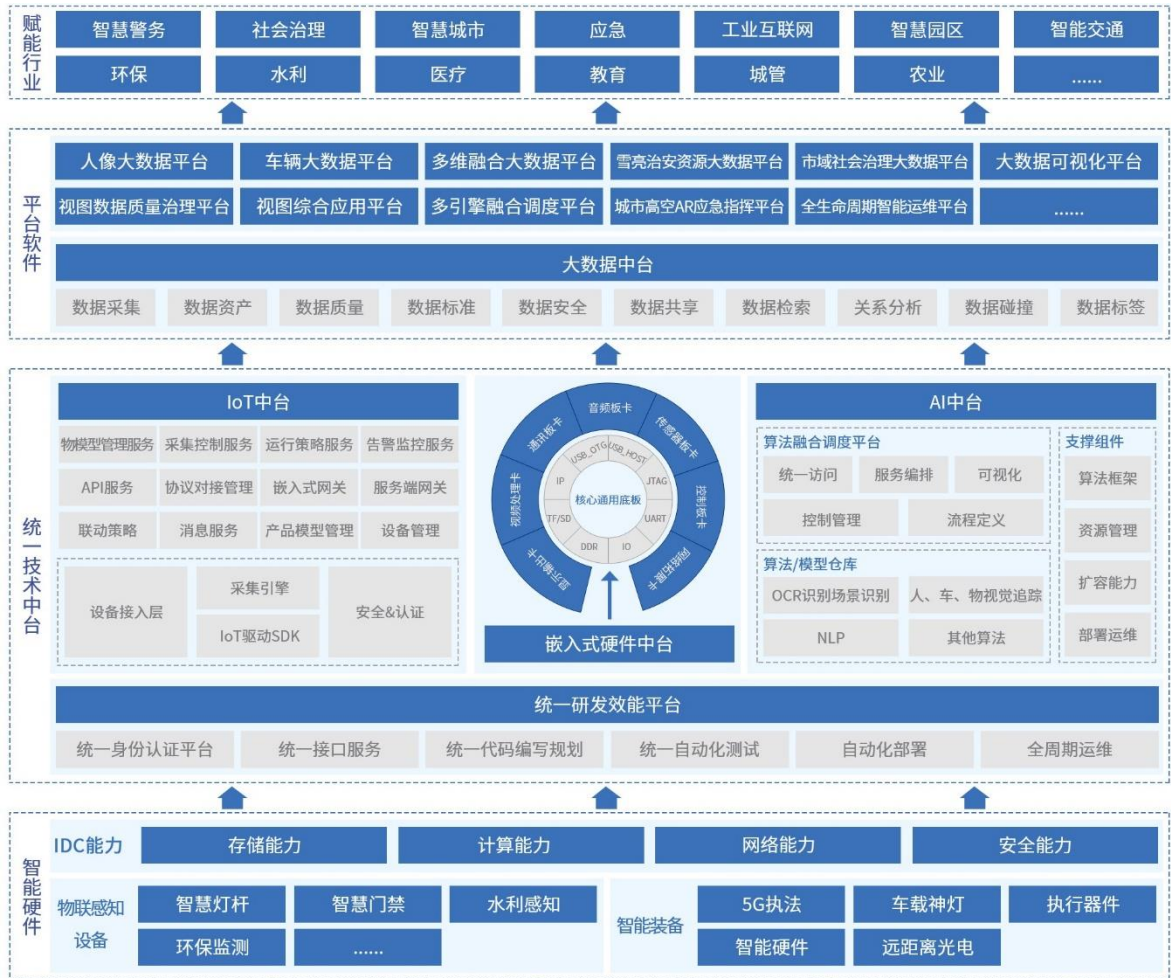 赋能行业
智慧警务
社会治理
智慧城市
应急
工业互联网
智慧园区
智能交通
环保
水利
医疗
教育
城管
农业
......
平台软件
人像大数据平台
车辆大数据平台
多维融合大数据平台
雪亮治安资源大数据平台
市域社会治理大数据平台
大数据可视化平台
视图数据质量治理平台
视图综合应用平台
多引擎融合调度平台
城市高空AR应急指挥平台
全生命周期智能运维平台
......
大数据中台
数据采集
数据资产
数据质量
数据标准
数据安全
数据共享
数据检索
关系分析
数据碰撞
数据标签
统一技术中台
IoT中台
物模型管理服务
采集控制服务
运行策略服务
告警监控服务
API服务
协议对接管理
嵌入式网关
服务端网关
联动策略
消息服务
产品模型管理
设备管理
设备接入层
采集引擎
IoT驱动SDK
安全&认证
显示输出卡
视频处理卡
通讯板卡
音频板卡
传感器板卡
控制板卡
网络拓展卡
USB_OTG
USB_HOST
IP
JTAG
TF/SD
UART
DDR
IO
核心通用底板
嵌入式硬件中台
AI中台
算法融合调度平台
统一访问
服务编排
可视化
控制管理
流程定义
算法/模型仓库
OCR识别场景识别
人、车、物视觉追踪
NLP
其他算法
支撑组件
算法框架
资源管理
扩容能力
部署运维
统一研发效能平台
统一身份认证平台
统一接口服务
统一代码编写规划
统一自动化测试
自动化部署
全周期运维
智能硬件
IDC能力
存储能力
计算能力
网络能力
安全能力
物联感知
设备
智慧灯杆
智慧门禁
水利感知
环保监测
......
智能装备
5G执法
车载神灯
执行器件
智能硬件
远距离光电